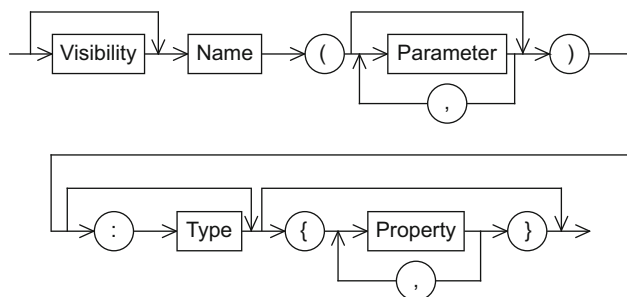 Visibility Name ( Parameter )
,
: Type { Property }
,